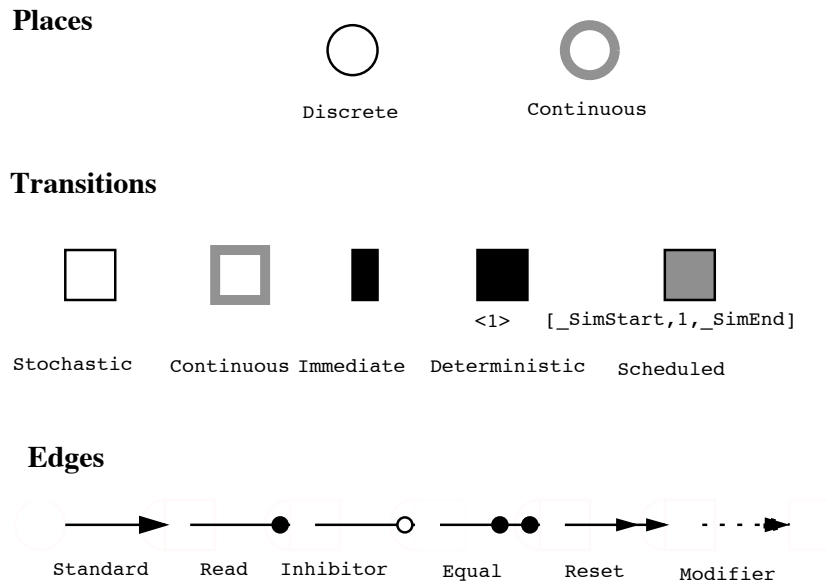 Places
Discrete
Continuous
Transitions
<1>
[_SimStart,1,_SimEnd]
Stochastic
Continuous
Immediate
Deterministic
Scheduled
Edges
Standard
Read
Inhibitor
Equal
Reset
Modifier